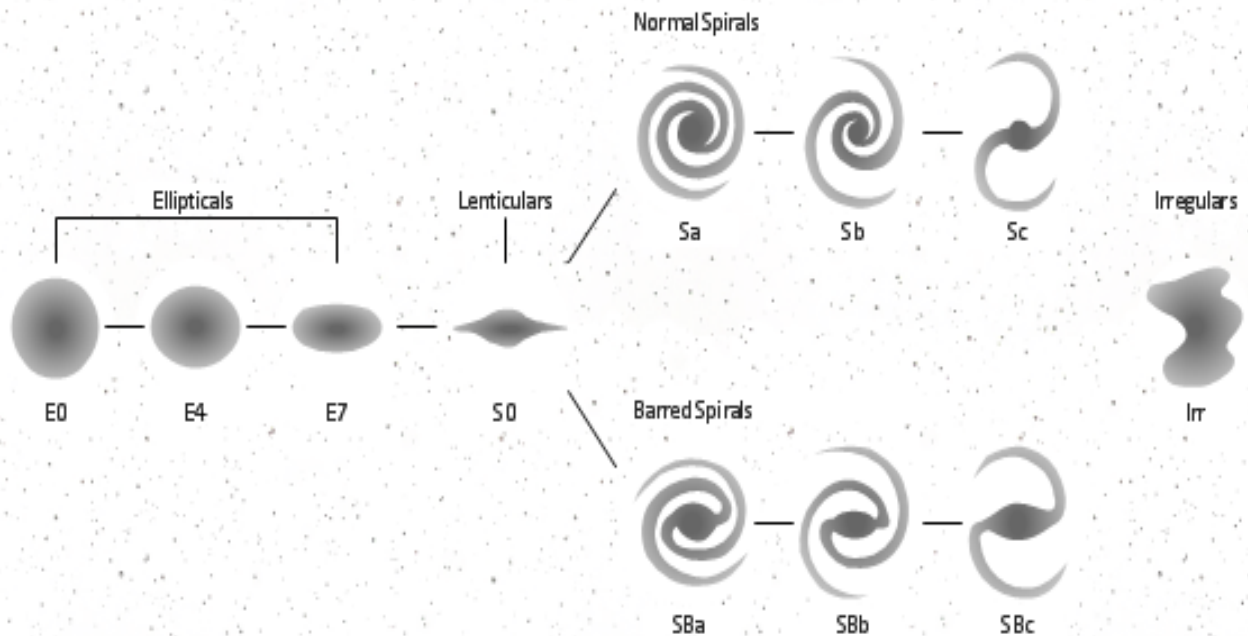 Normal Spirals
Sa
Sb
Sc
Ellipticals
Lenticulars
Irregulars
E0
E4
E7
S0
Irr
Barred Spirals
SBa
SBb
SBc